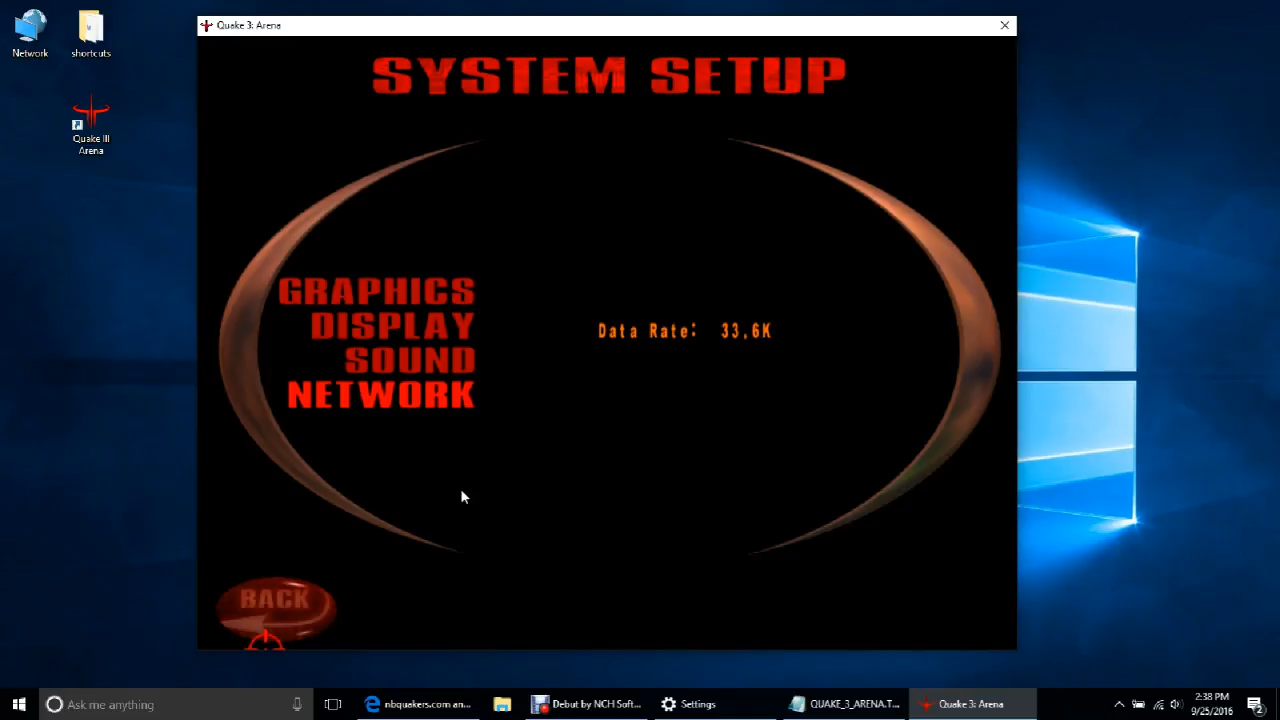 Quake 3: Arena
Network
shortcuts
Quake III
Arena
SYSTEM SETUP
GRAPHICS
DISPLAY
SOUND
NETWORK
Data Rate: 33.6K
BACK
Ask me anything
nbquakers.com an...
Debut by NCH Soft...
Settings
QUAKE_3_ARENA.T...
Quake 3: Arena
2:38 PM
9/25/2016
2